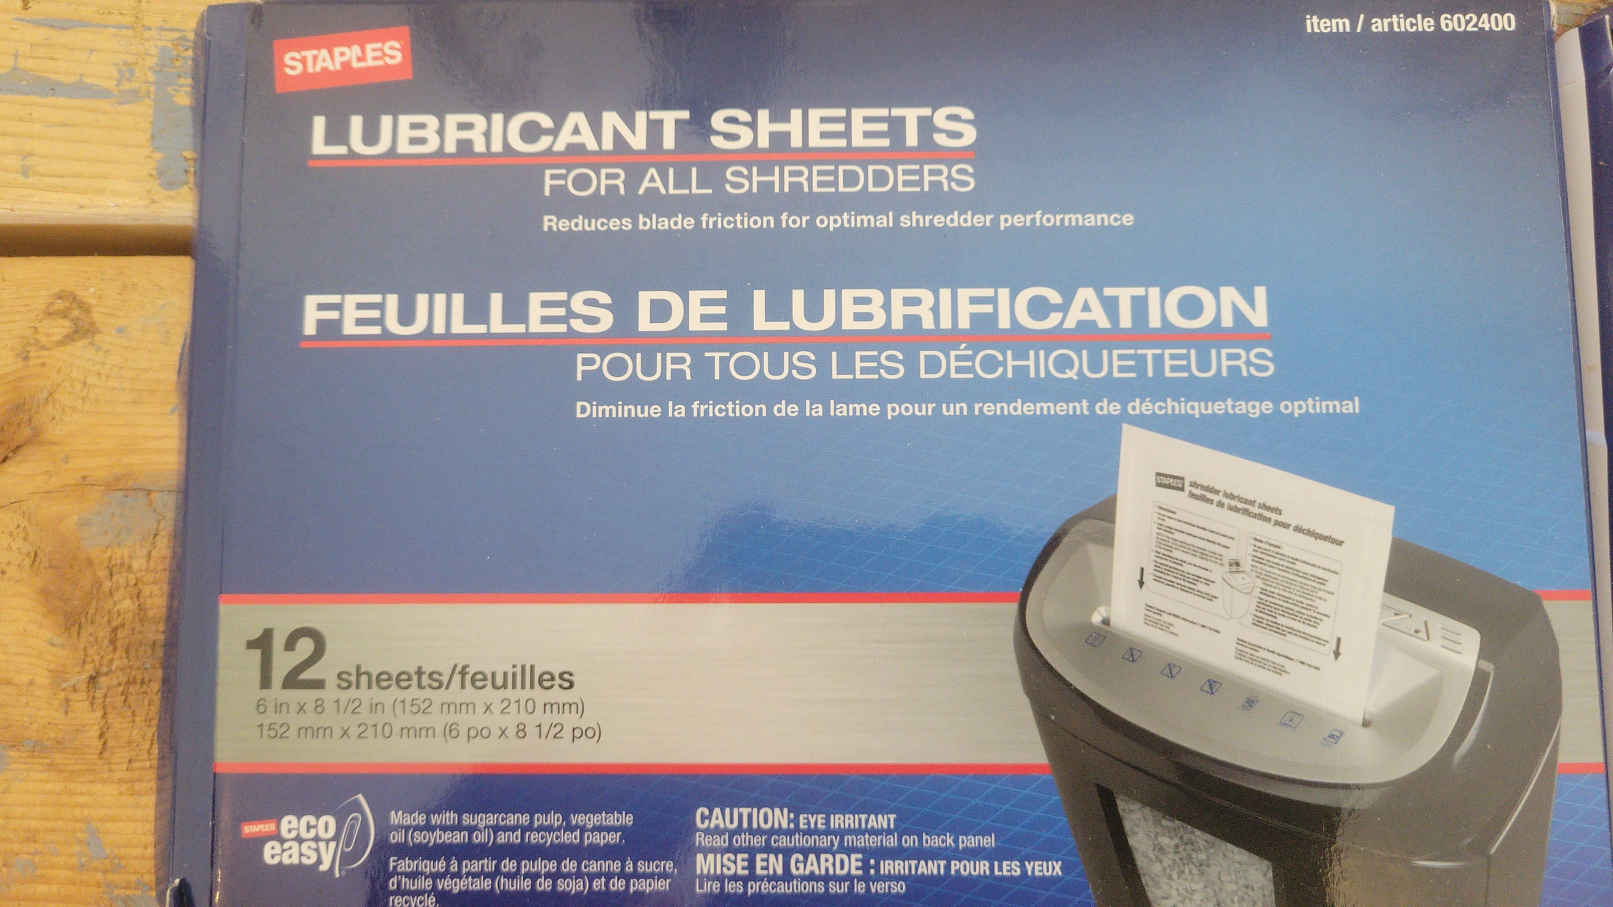 STAPLES
item / article 602400
LUBRICANT SHEETS
FOR ALL SHREDDERS
Reduces blade friction for optimal shredder performance
FEUILLES DE LUBRIFICATION
POUR TOUS LES DÉCHIQUETEURS
Diminue la friction de la lame pour un rendement de déchiquetage optimal
STAPLES
shredder lubricant sheets
feuilles de lubrification pour déchiqueteur
12 sheets/feuilles
6 in x 8 1/2 in (152 mm x 210 mm)
152 mm x 210 mm (6 po x 8 1/2 po)
STAPLES eco
easy
Made with sugarcane pulp, vegetable
oil (soybean oil) and recycled paper.
Fabriqué à partir de pulpe de canne à sucre,
d'huile végétale (huile de soja) et de papier
recyclé.
CAUTION: EYE IRRITANT
Read other cautionary material on back panel
MISE EN GARDE : IRRITANT POUR LES YEUX
Lire les précautions sur le verso